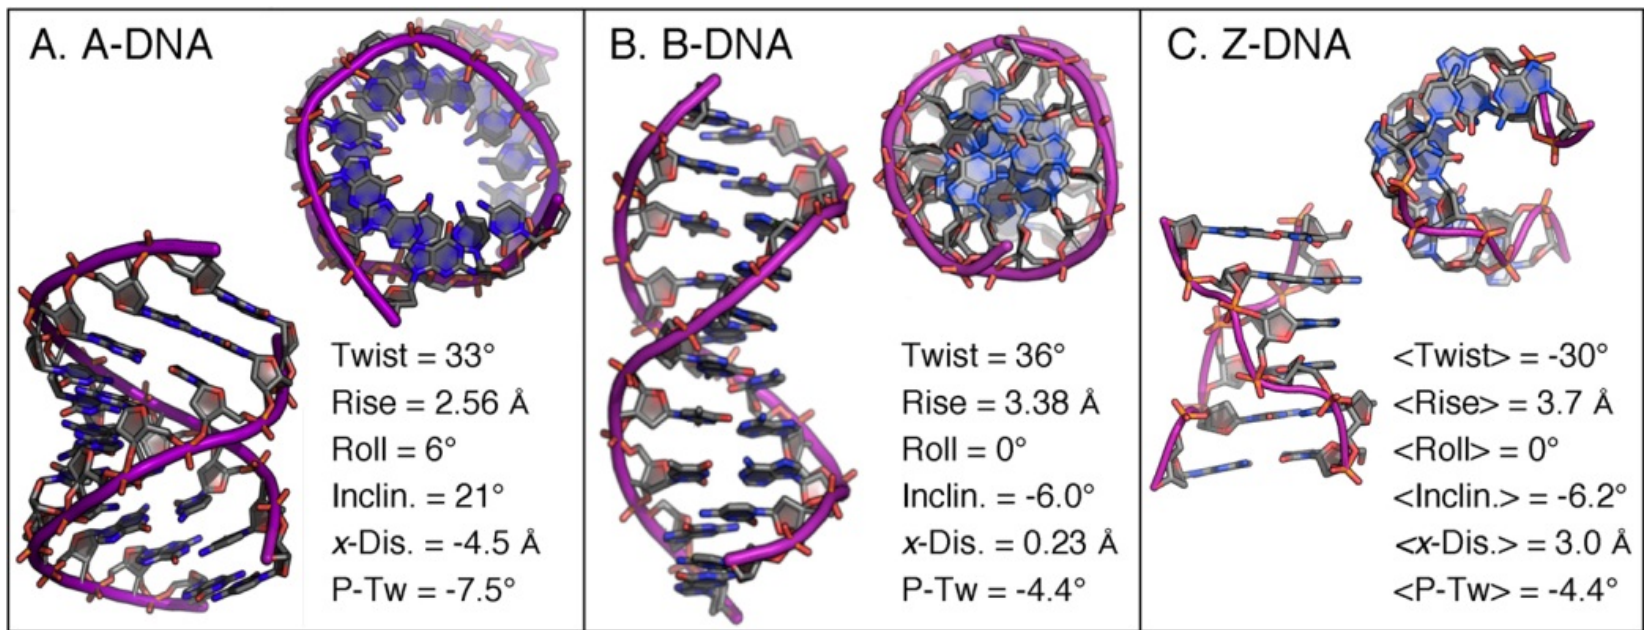 A. A-DNA
Twist = 33°
Rise = 2.56 Å
Roll = 6°
Inclin. = 21°
x-Dis. = -4.5 Å
P-Tw = -7.5°
B. B-DNA
Twist = 36°
Rise = 3.38 Å
Roll = 0°
Inclin. = -6.0°
x-Dis. = 0.23 Å
P-Tw = -4.4°
C. Z-DNA
<Twist> = -30°
<Rise> = 3.7 Å
<Roll> = 0°
<Inclin.> = -6.2°
<x-Dis.> = 3.0 Å
<P-Tw> = -4.4°